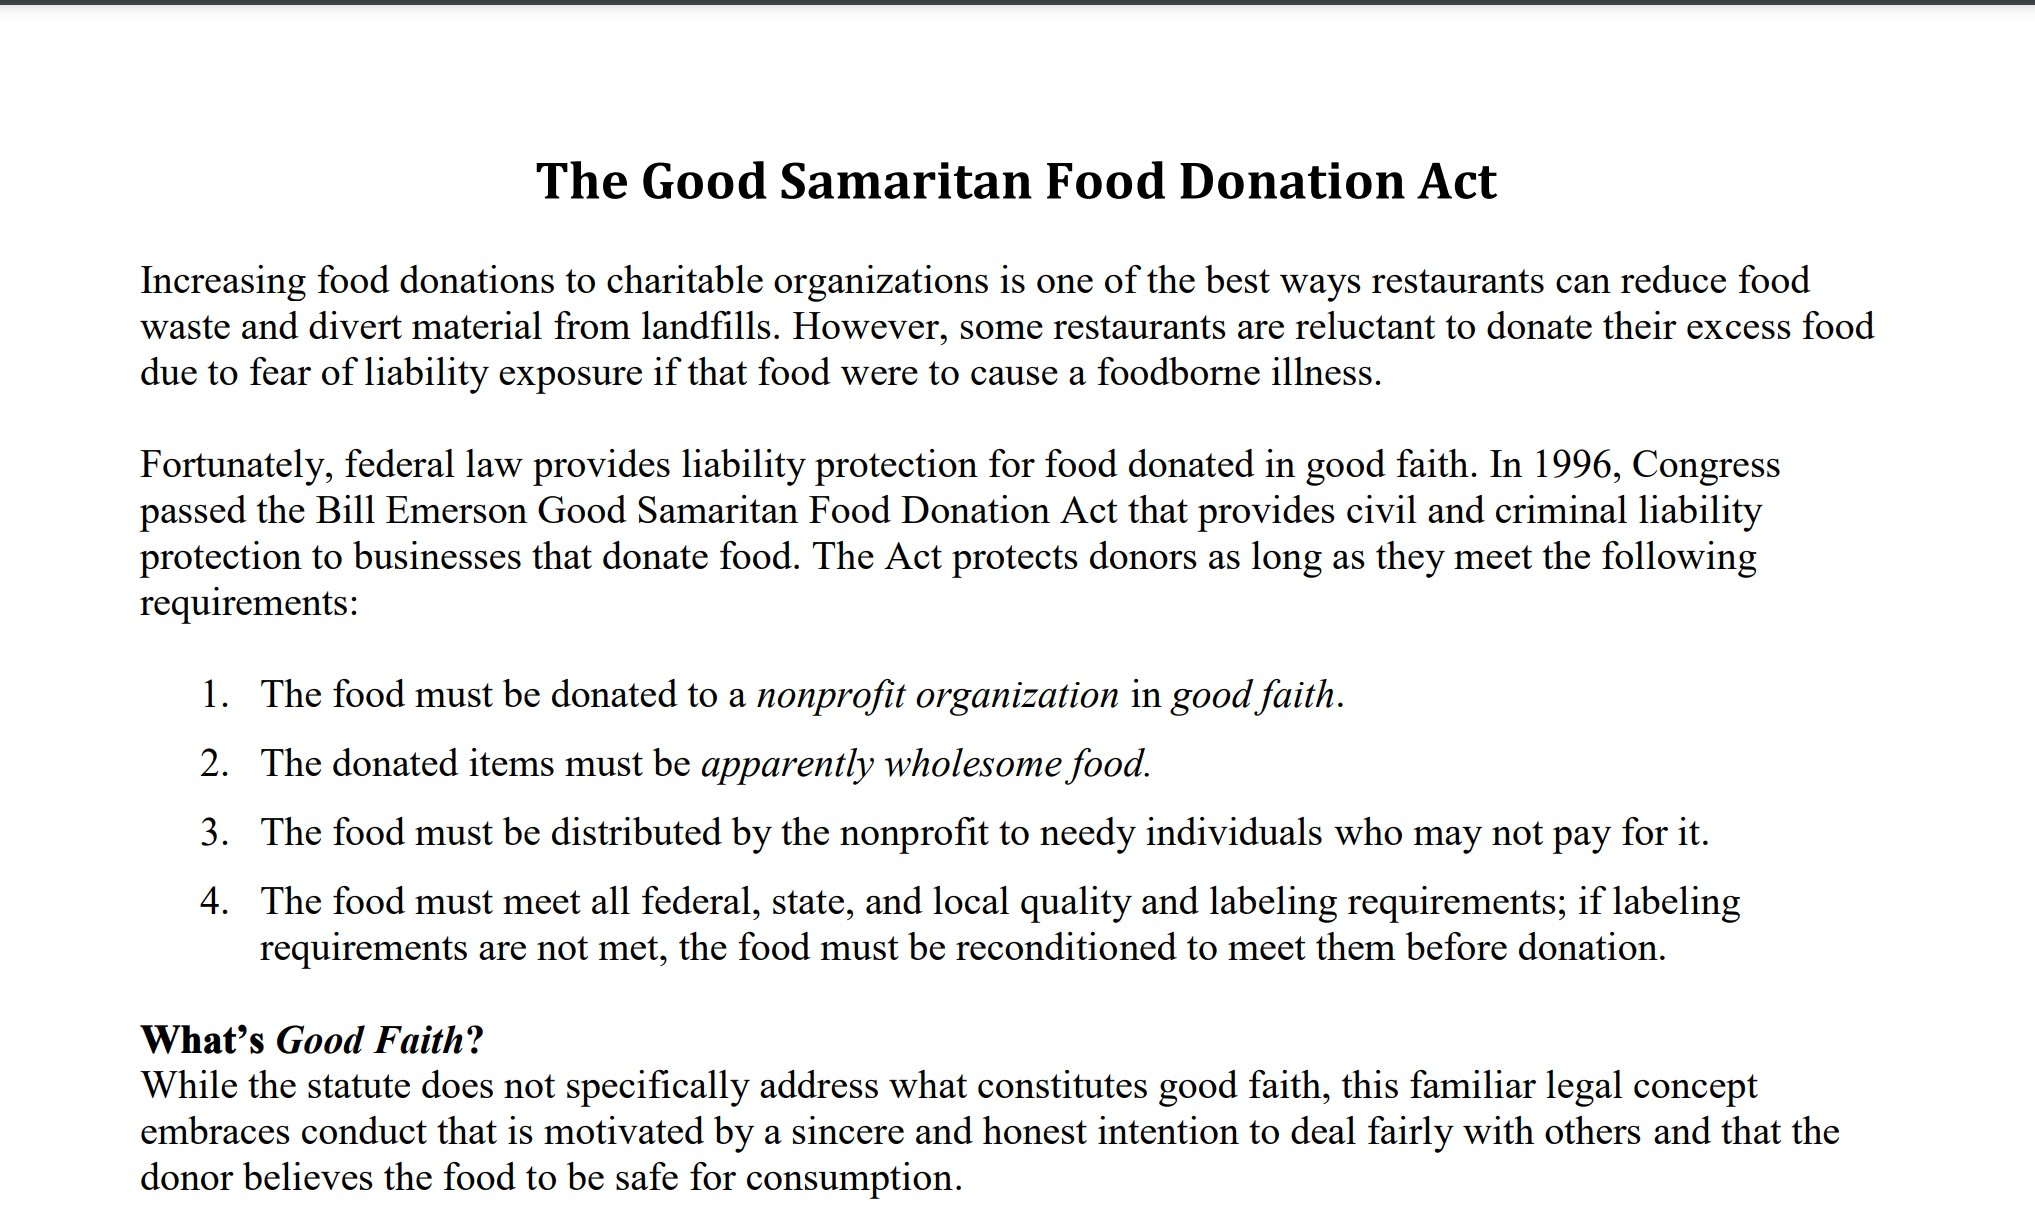 The Good Samaritan Food Donation Act
Increasing food donations to charitable organizations is one of the best ways restaurants can reduce food
waste and divert material from landfills. However, some restaurants are reluctant to donate their excess food
due to fear of liability exposure if that food were to cause a foodborne illness.
Fortunately, federal law provides liability protection for food donated in good faith. In 1996, Congress
passed the Bill Emerson Good Samaritan Food Donation Act that provides civil and criminal liability
protection to businesses that donate food. The Act protects donors as long as they meet the following
requirements:
1. The food must be donated to a nonprofit organization in good faith.
2. The donated items must be apparently wholesome food.
3. The food must be distributed by the nonprofit to needy individuals who may not pay for it.
4. The food must meet all federal, state, and local quality and labeling requirements; if labeling
requirements are not met, the food must be reconditioned to meet them before donation.
What’s Good Faith?
While the statute does not specifically address what constitutes good faith, this familiar legal concept
embraces conduct that is motivated by a sincere and honest intention to deal fairly with others and that the
donor believes the food to be safe for consumption.